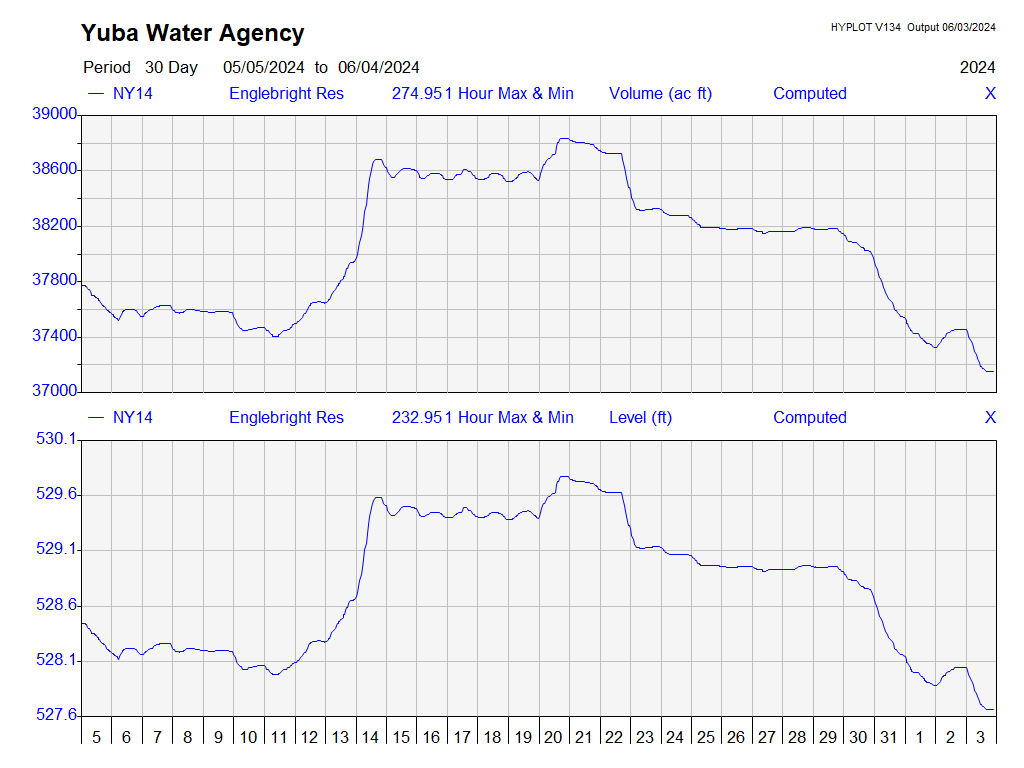 Yuba Water Agency
HYPLOT V134 Output 06/03/2024
Period 30 Day 05/05/2024 to 06/04/2024 2024
NY14 Englebright Res 274.951 Hour Max & Min Volume (ac ft) Computed X
39000
38600
38200
37800
37400
37000
NY14 Englebright Res 232.951 Hour Max & Min Level (ft) Computed X
530.1
529.6
529.1
528.6
528.1
527.6
5 6 7 8 9 10 11 12 13 14 15 16 17 18 19 20 21 22 23 24 25 26 27 28 29 30 31 1 2 3